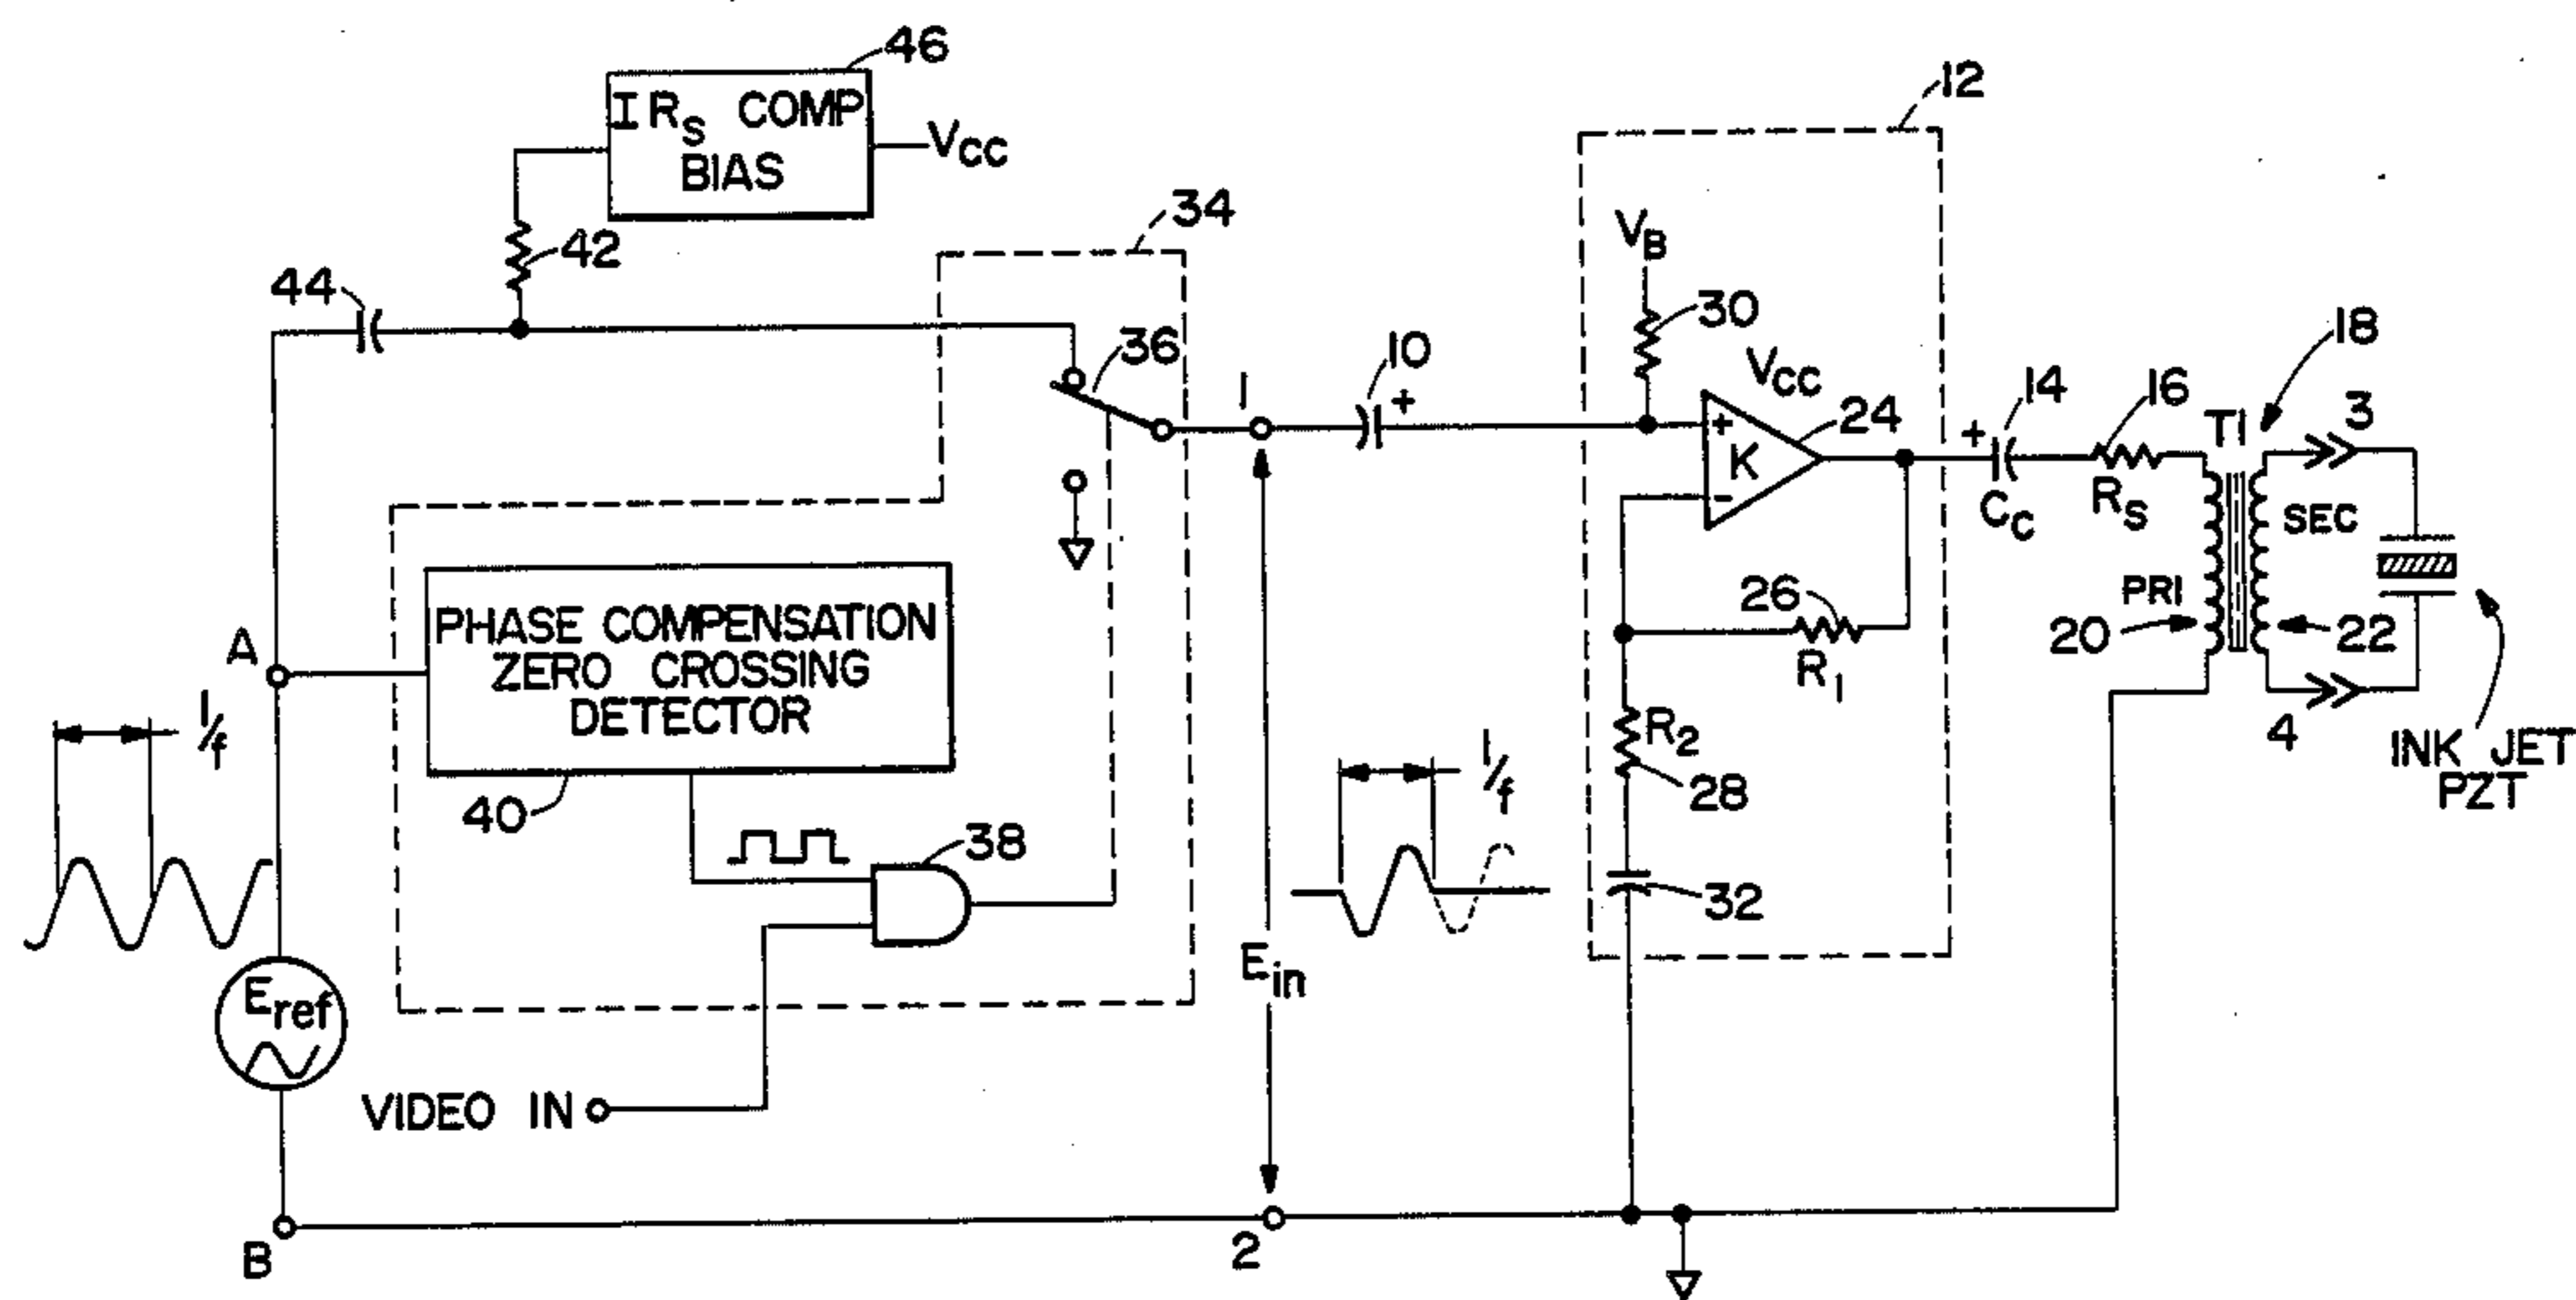 46
I RS COMP
BIAS
VCC
42
44
34
36
1
10
+
12
VB
30
VCC
+
K
-
24
14
+
CC
16
RS
18
T1
3
SEC
PRI
20
22
4
INK JET
PZT
26
R1
R2
28
32
A
1/f
PHASE COMPENSATION
ZERO CROSSING
DETECTOR
40
38
1/f
Ein
Eref
VIDEO IN
B
2